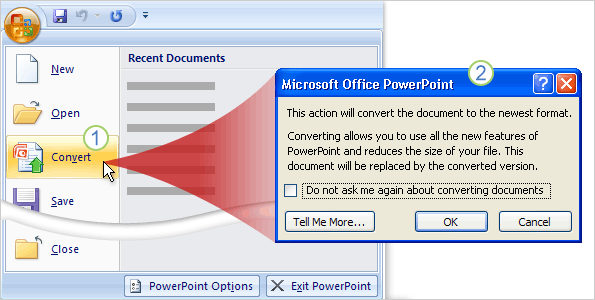 Recent Documents
New
Open
1
Convert
Save
Close
PowerPoint Options
Exit PowerPoint
Microsoft Office PowerPoint
2
This action will convert the document to the newest format.
Converting allows you to use all the new features of
PowerPoint and reduces the size of your file. This
document will be replaced by the converted version.
Do not ask me again about converting documents
Tell Me More...
OK
Cancel